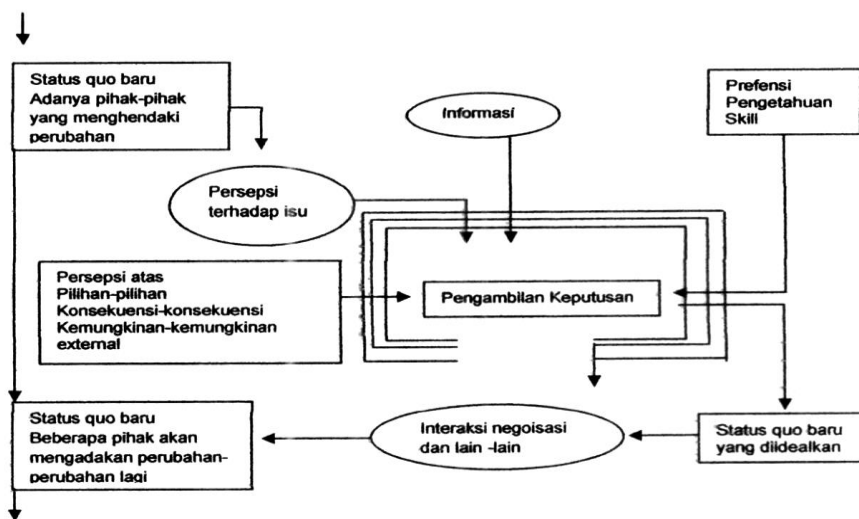 Status quo baru
Adanya pihak-pihak
yang menghendaki
perubahan
Informasi
Prefensi
Pengetahuan
Skill
Persepsi
terhadap isu
Persepsi atas
Pilihan-pilihan
Konsekuensi-konsekuensi
Kemungkinan-kemungkinan
external
Pengambilan Keputusan
Status quo baru
Beberapa pihak akan
mengadakan perubahan-
perubahan lagi
Interaksi negoisasi
dan lain -lain
Status quo baru
yang diidealkan